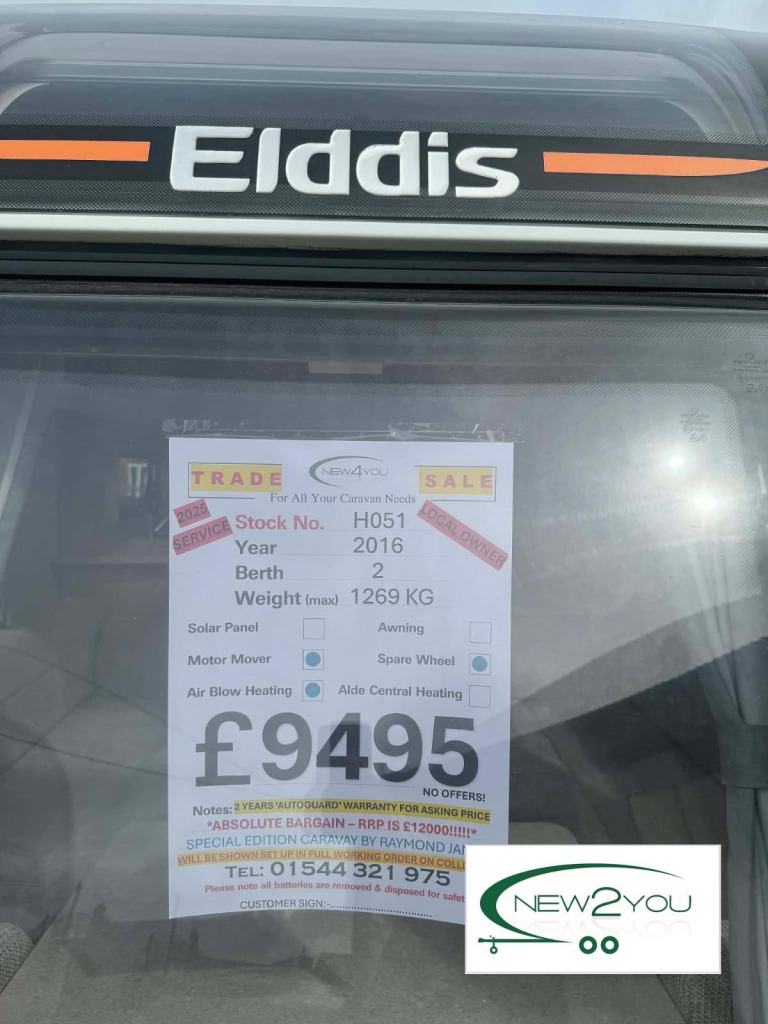 Elddis
TRADE
NEW4YOU
SALE
For All Your Caravan Needs
2025
SERVICE
LOCAL OWNER
Stock No. H051
Year 2016
Berth 2
Weight (max) 1269 KG
Solar Panel Awning
Motor Mover Spare Wheel
Air Blow Heating Alde Central Heating
£9495
NO OFFERS!
Notes: 2 YEARS 'AUTOGUARD' WARRANTY FOR ASKING PRICE
*ABSOLUTE BARGAIN – RRP IS £12000!!!!!*
SPECIAL EDITION CARAVAY BY RAYMOND JAM
WILL BE SHOWN SET UP IN FULL WORKING ORDER ON COLL
TEL: 01544 321 975
Please note all batteries are removed & disposed for safet
CUSTOMER SIGN:-..............................
NEW2YOU